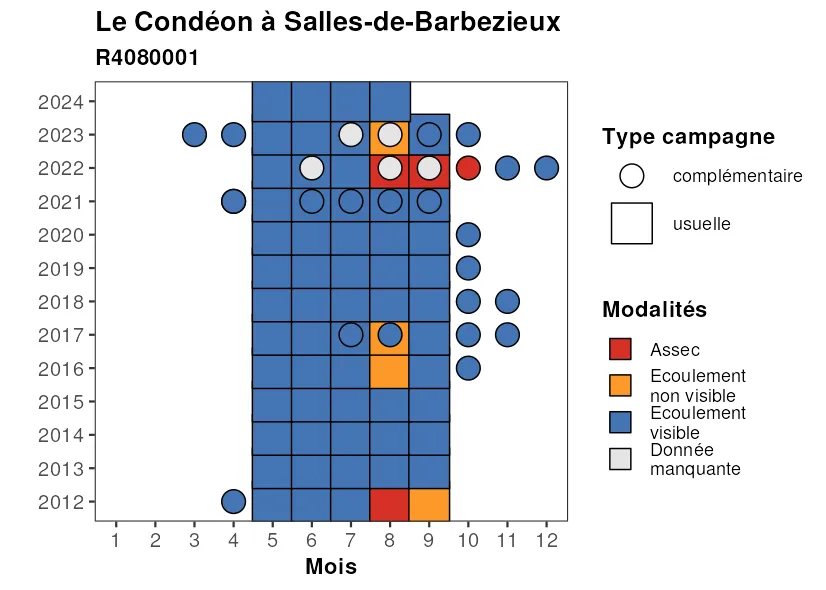 Le Condéon à Salles-de-Barbezieux
R4080001
2024
2023
2022
2021
2020
2019
2018
2017
2016
2015
2014
2013
2012
1 2 3 4 5 6 7 8 9 10 11 12
Mois
Type campagne
complémentaire
usuelle
Modalités
Assec
Ecoulement
non visible
Ecoulement
visible
Donnée
manquante